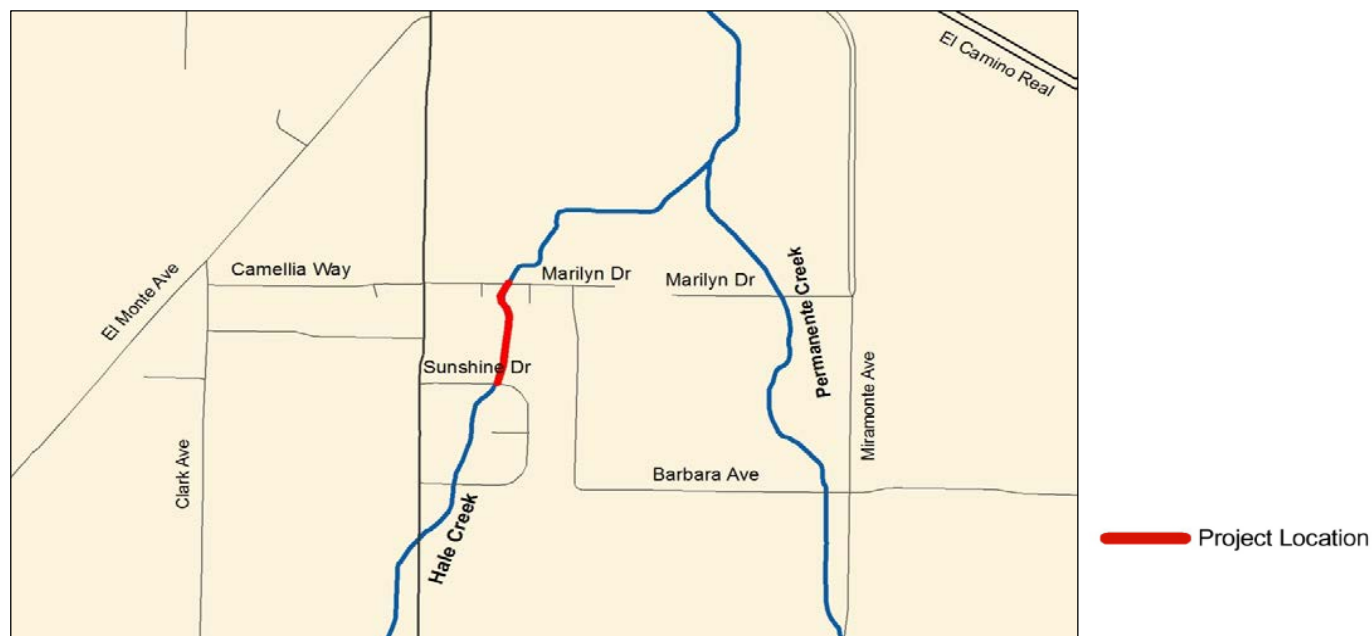 El Camino Real
Camellia Way
Marilyn Dr
Marilyn Dr
El Monte Ave
Permanente Creek
Sunshine Dr
Miramonte Ave
Clark Ave
Barbara Ave
Hale Creek
Project Location